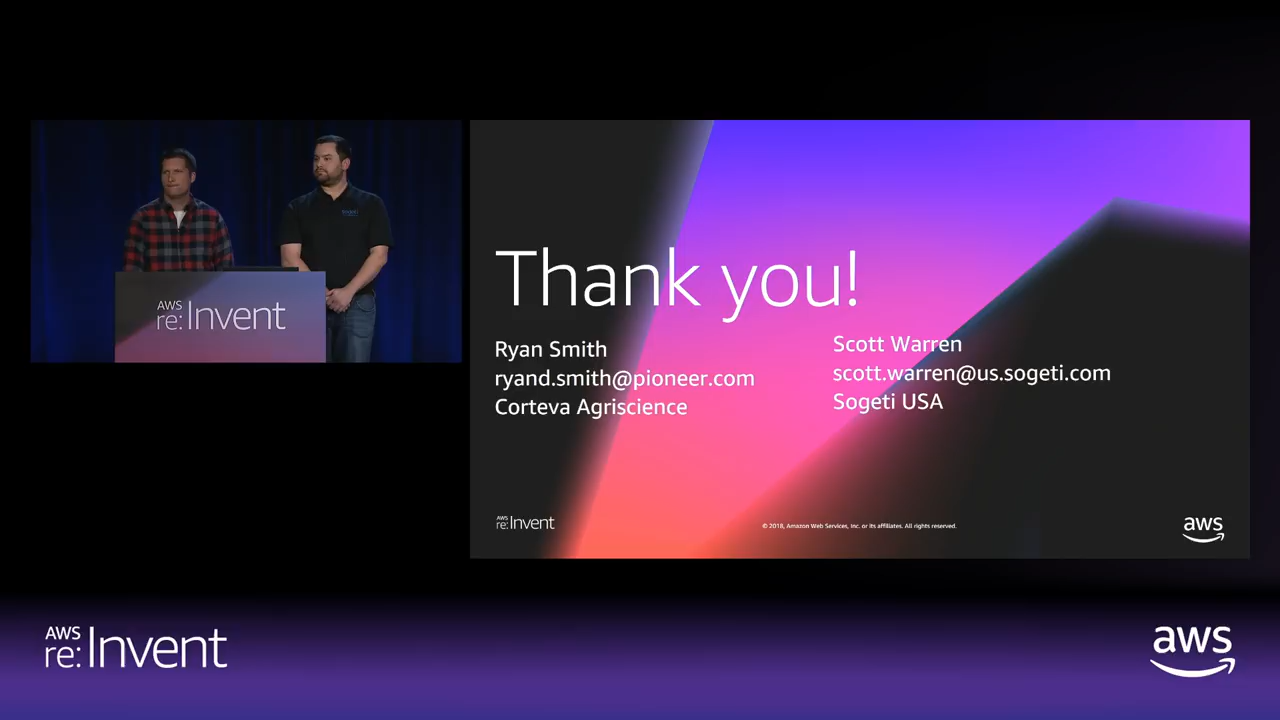 AWS
re:Invent
Thank you!
Ryan Smith
ryand.smith@pioneer.com
Corteva Agriscience
Scott Warren
scott.warren@us.sogeti.com
Sogeti USA
AWS
re:Invent
© 2018, Amazon Web Services, Inc. or its affiliates. All rights reserved.
aws
AWS
re:Invent
aws